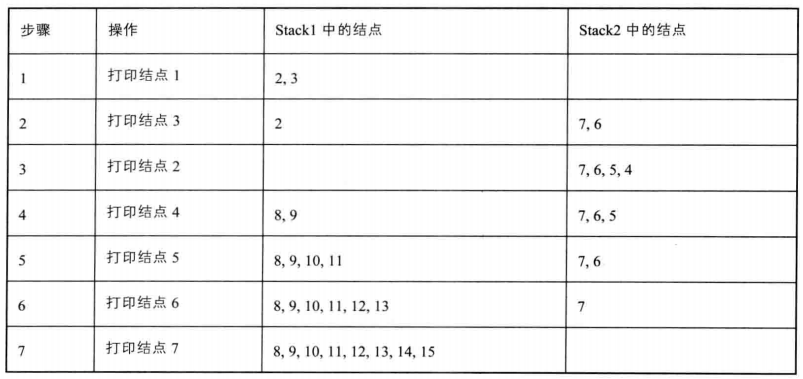 步骤 操作 Stack1 中的结点 Stack2 中的结点
1 打印结点 1 2, 3
2 打印结点 3 2 7, 6
3 打印结点 2 7, 6, 5, 4
4 打印结点 4 8, 9 7, 6, 5
5 打印结点 5 8, 9, 10, 11 7, 6
6 打印结点 6 8, 9, 10, 11, 12, 13 7
7 打印结点 7 8, 9, 10, 11, 12, 13, 14, 15